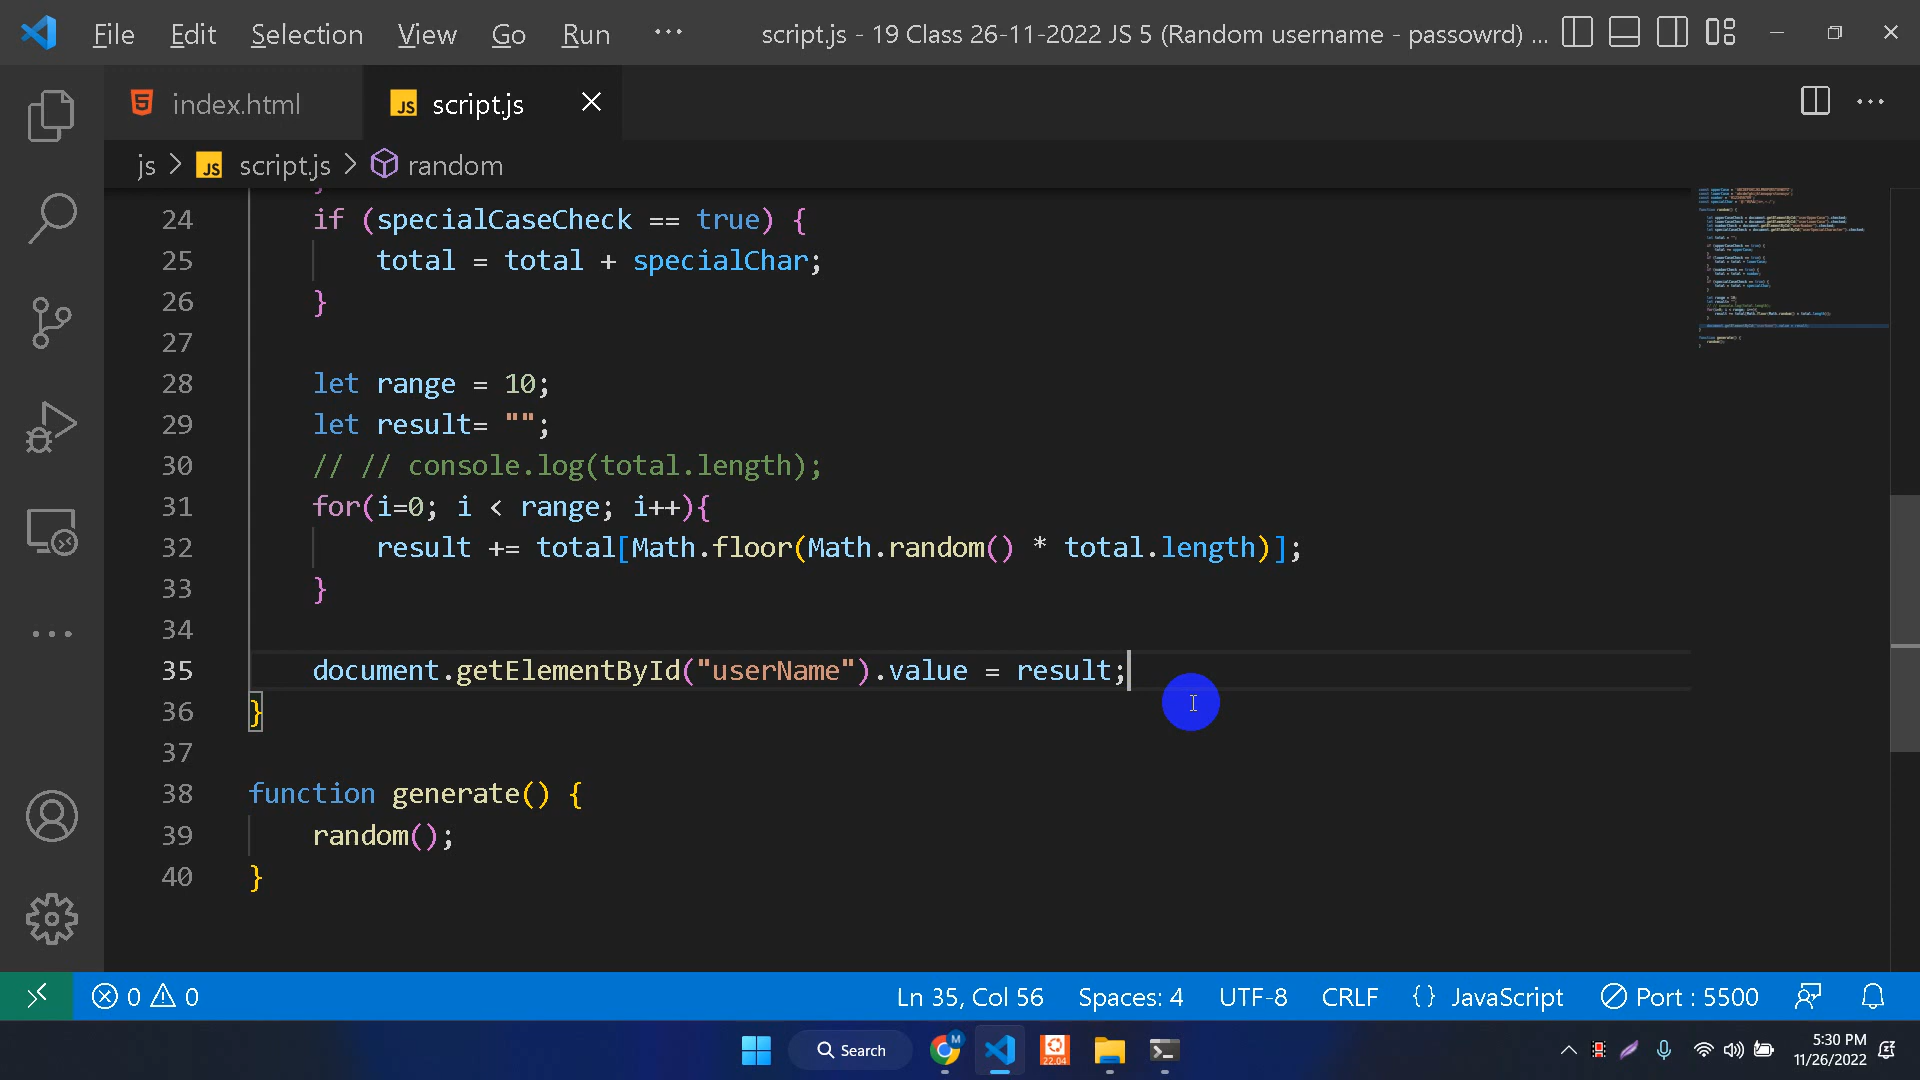 File Edit Selection View Go Run ··· script.js - 19 Class 26-11-2022 JS 5 (Random username - passowrd) ...
index.html JS script.js
js > JS script.js > random
24 if (specialCaseCheck == true) {
25 total = total + specialChar;
26 }
27
28 let range = 10;
29 let result= "";
30 // // console.log(total.length);
31 for(i=0; i < range; i++){
32 result += total[Math.floor(Math.random() * total.length)];
33 }
34
35 document.getElementById("userName").value = result;
36 }
37
38 function generate() {
39 random();
40 }
0 0 Ln 35, Col 56 Spaces: 4 UTF-8 CRLF {} JavaScript Port : 5500
Search M 22.04 5:30 PM
11/26/2022